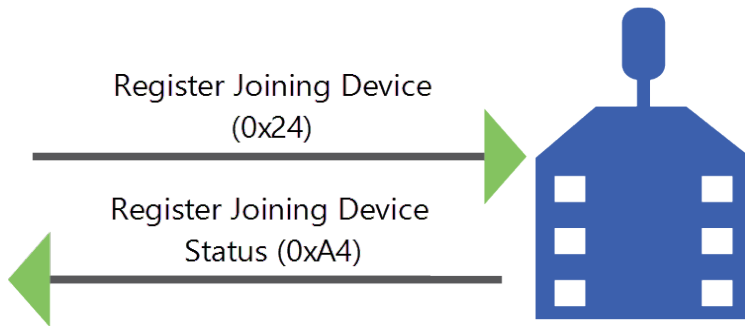 Register Joining Device
(0x24)
Register Joining Device
Status (0xA4)